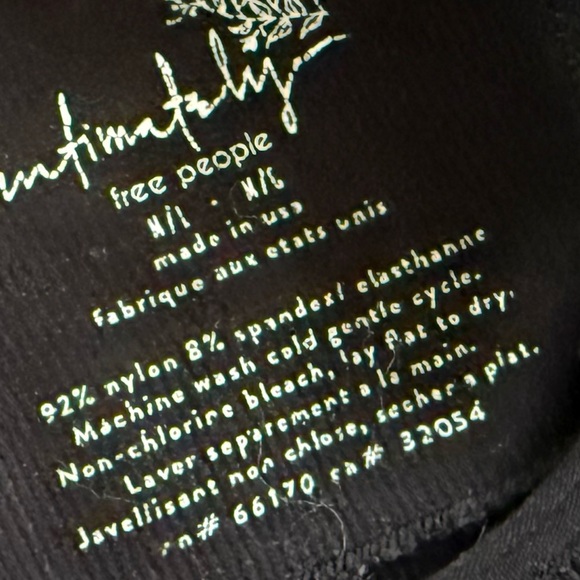 intimately
free people
M/L · M/G
made in usa
fabrique aux etats unis
92% nylon 8% spandex/ elasthanne
Machine wash cold gentle cycle.
Non-chlorine bleach, lay flat to dry.
Laver separement a la main.
Javellisant non chlore, secher a plat.
rn# 66170 ca# 32054